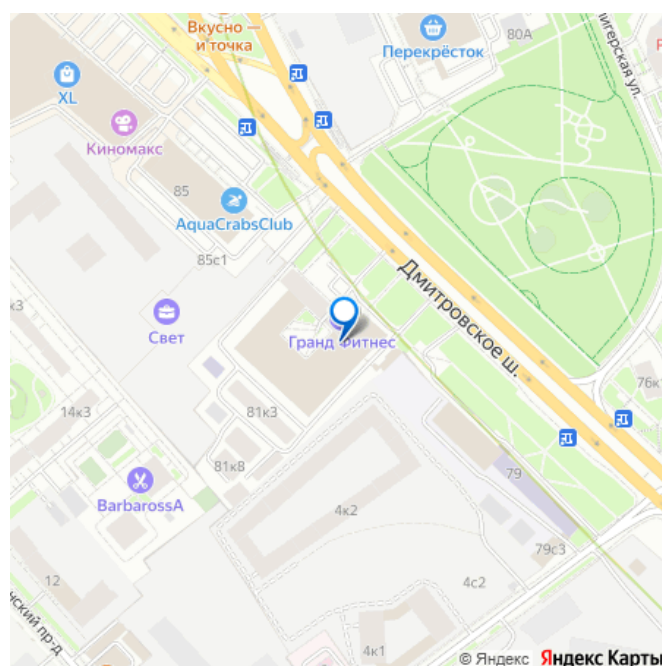 Вкусно —
и точка
80А
Перекрёсток
XL
Киномакс
85
AquaCrabsClub
85с1
Дмитровское ш.
Свет
Гранд Фитнес
14к3
81к3
81к8
BarbarossA
79
4к2
79с3
12
4с2
4к1
© Яндекс Яндекс Карты